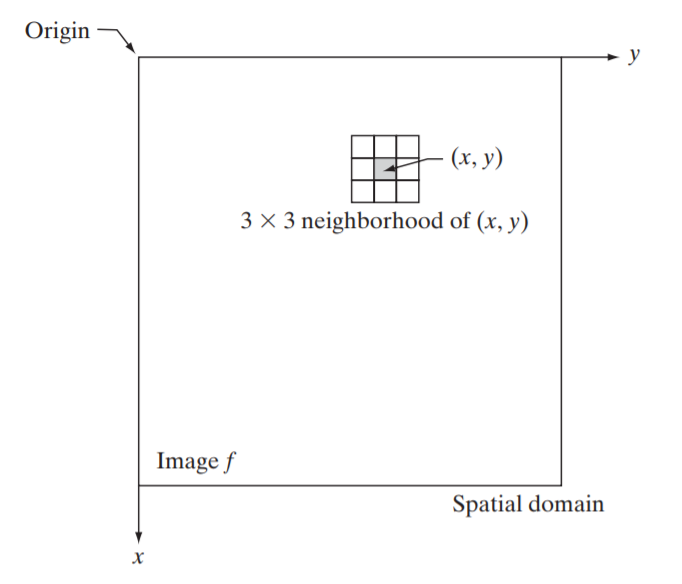 Origin
y
(x, y)
3 × 3 neighborhood of (x, y)
Image f
Spatial domain
x